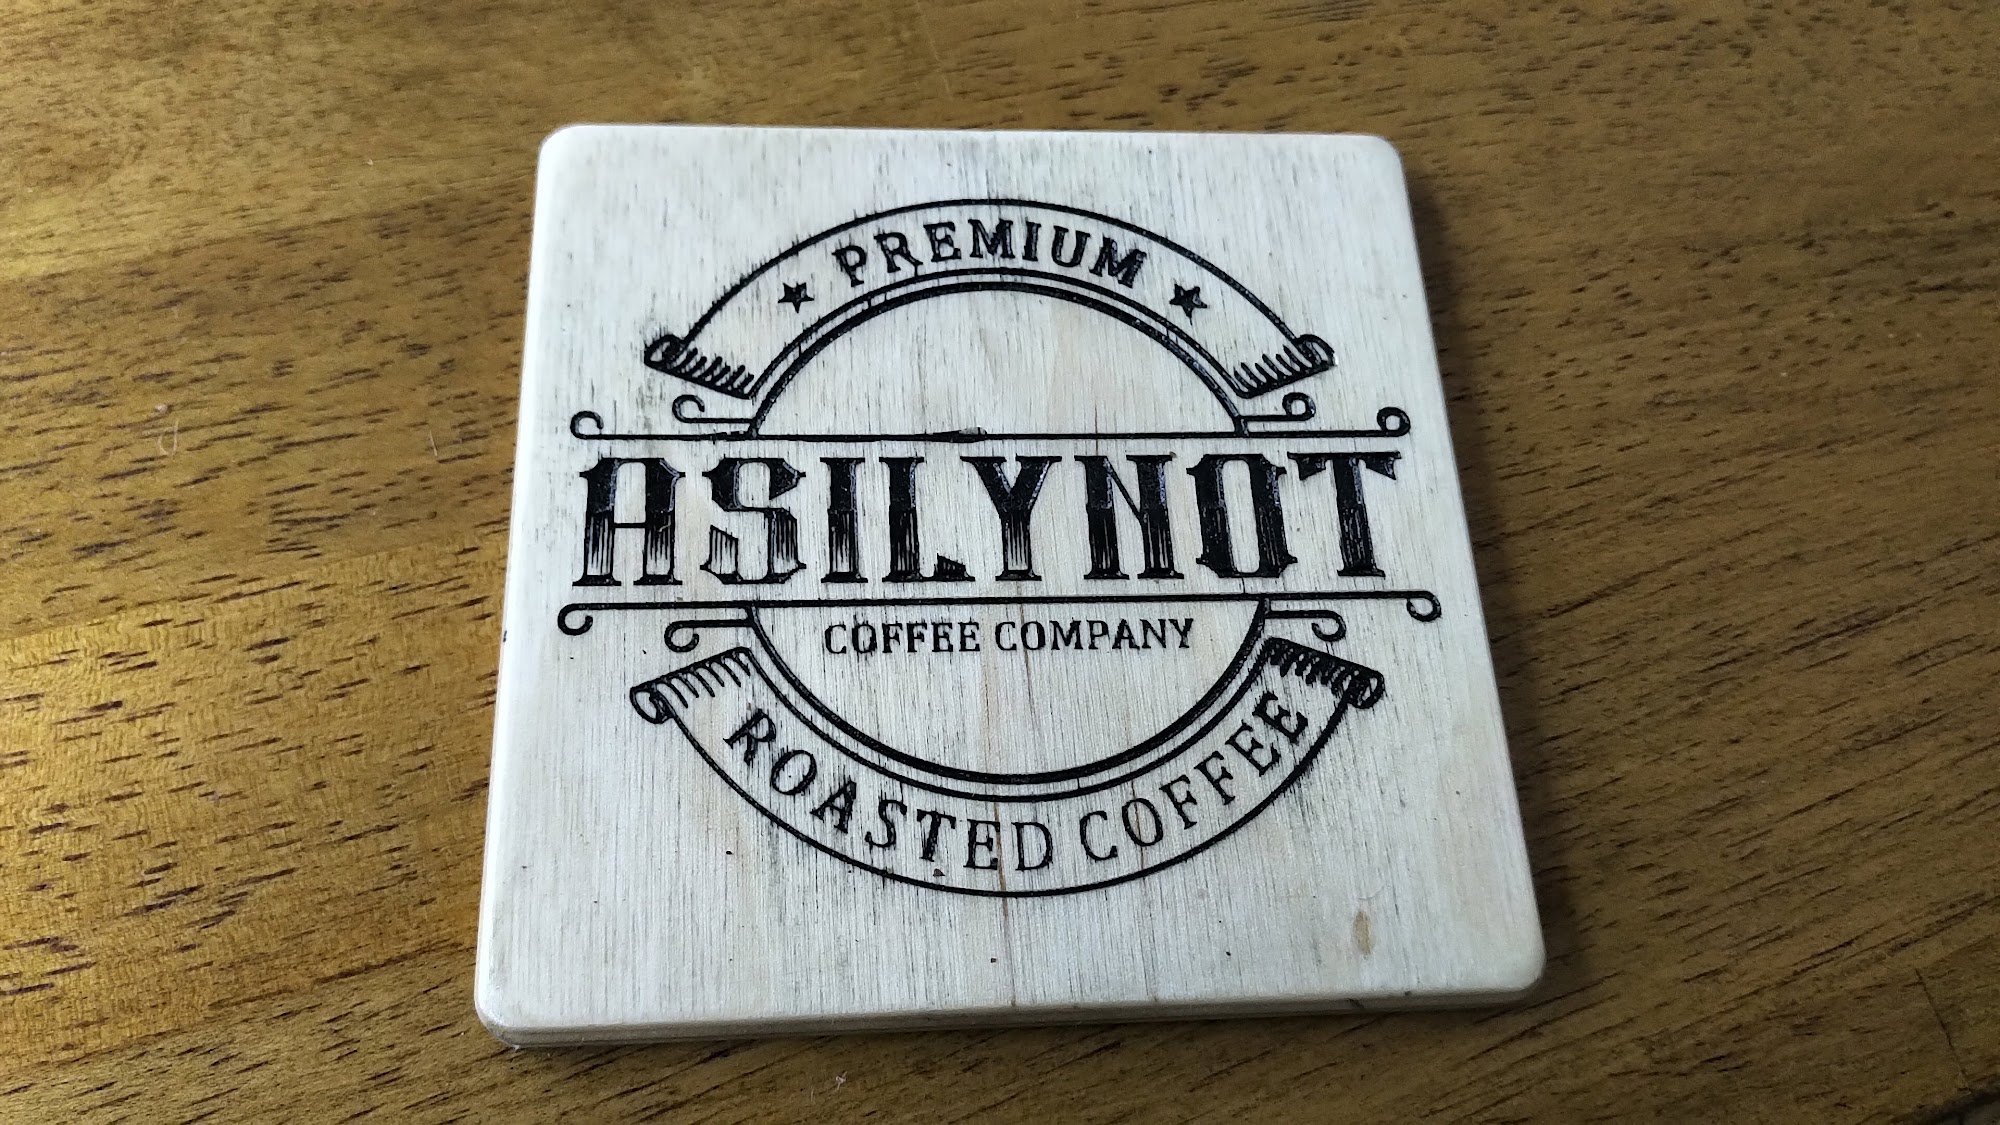 PREMIUM
ASILYNOT
COFFEE COMPANY
ROASTED COFFEE